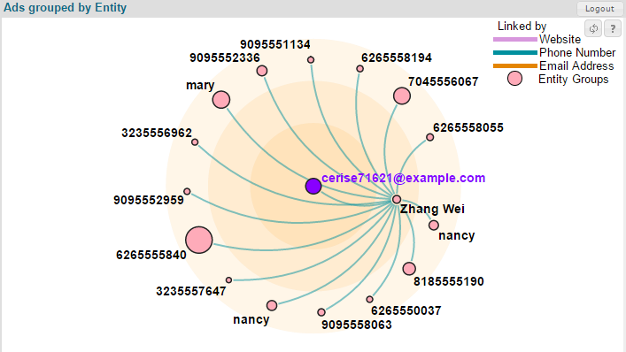 Ads grouped by Entity
Logout
Linked by
Website
Phone Number
Email Address
Entity Groups
?
9095551134
9095552336
6265558194
mary
7045556067
3235556962
6265558055
cerise71621@example.com
9095552959
Zhang Wei
nancy
6265555840
8185555190
3235557647
6265550037
nancy
9095558063